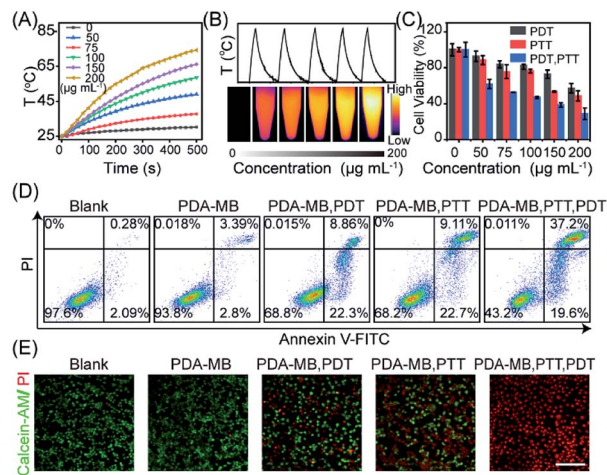 (A)
85
65
45
25
T (°C)
0
50
75
100
150
200
(μg mL⁻¹)
0 100 200 300 400 500
Time (s)
(B)
T (°C)
High
Low
0
200
Concentration (μg mL⁻¹)
(C)
PDT
PTT
PDT,PTT
Cell Viability (%)
120
80
40
0
0 50 75 100 150 200
Concentration (μg mL⁻¹)
(D)
Blank PDA-MB PDA-MB,PDT PDA-MB,PTT PDA-MB,PTT,PDT
0% 0.28% 0.018% 3.39% 0.015% 8.86% 0% 9.11% 0.011% 37.2%
PI
97.6% 2.09% 93.8% 2.8% 68.8% 22.3% 68.2% 22.7% 43.2% 19.6%
Annexin V-FITC
(E)
Blank PDA-MB PDA-MB,PDT PDA-MB,PTT PDA-MB,PTT,PDT
Calcein-AM/ PI